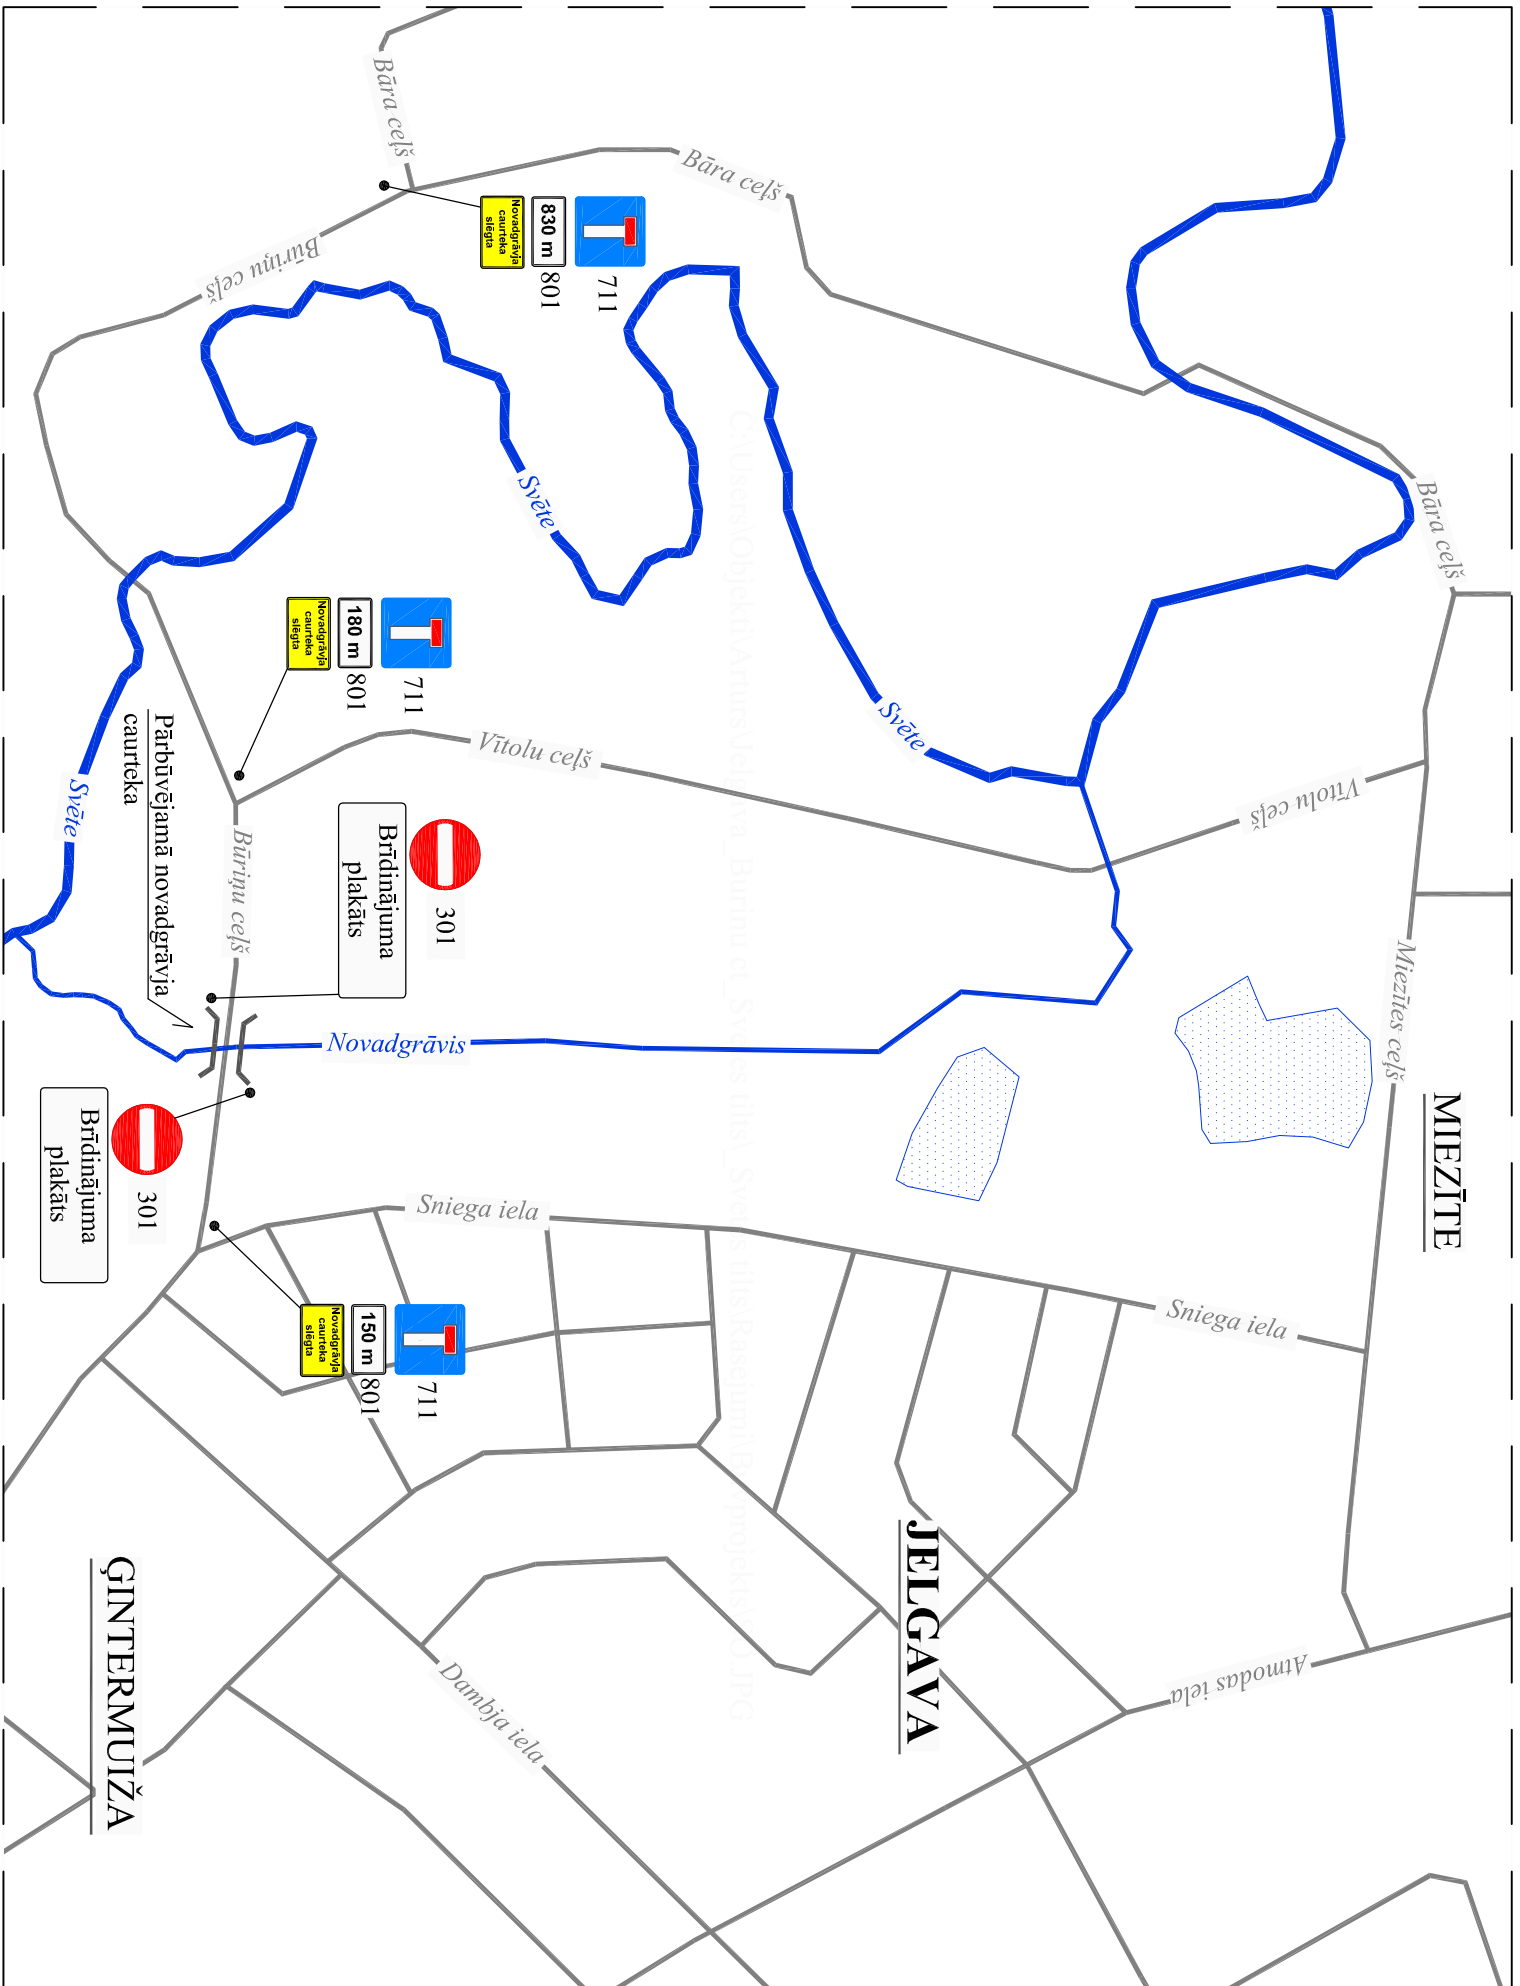 Bāra ceļš
Bāra ceļš
Būriņu ceļš
711
830 m
801
Novadgrāvja
caurteka
slēgta
Svēte
Bāra ceļš
711
180 m
801
Novadgrāvja
caurteka
slēgta
Svēte
Vītolu ceļš
Vītolu ceļš
Pārbūvējamā novadgrāvja
caurteka
Svēte
Būriņu ceļš
301
Brīdinājuma
plakāts
Miezītes ceļš
Novadgrāvis
MIEZĪTE
301
Brīdinājuma
plakāts
Sniega iela
Sniega iela
711
150 m
801
Novadgrāvja
caurteka
slēgta
JELGAVA
ĢINTERMUIŽA
Dambja iela
Atmodas iela